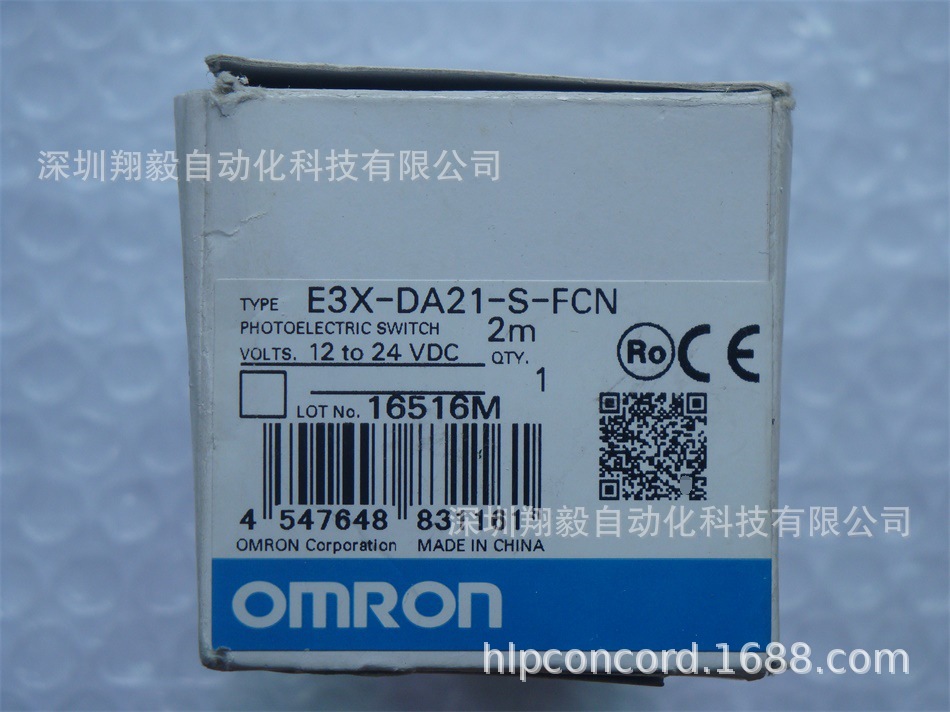 深圳翔毅自动化科技有限公司
TYPE E3X-DA21-S-FCN
PHOTOELECTRIC SWITCH 2m
VOLTS. 12 to 24 VDC QTY. 1
Ro CE
LOT No. 16516M
4 547648
深圳翔毅自动化科技有限公司
OMRON Corporation MADE IN CHINA
OMRON
hlpconcord.1688.com